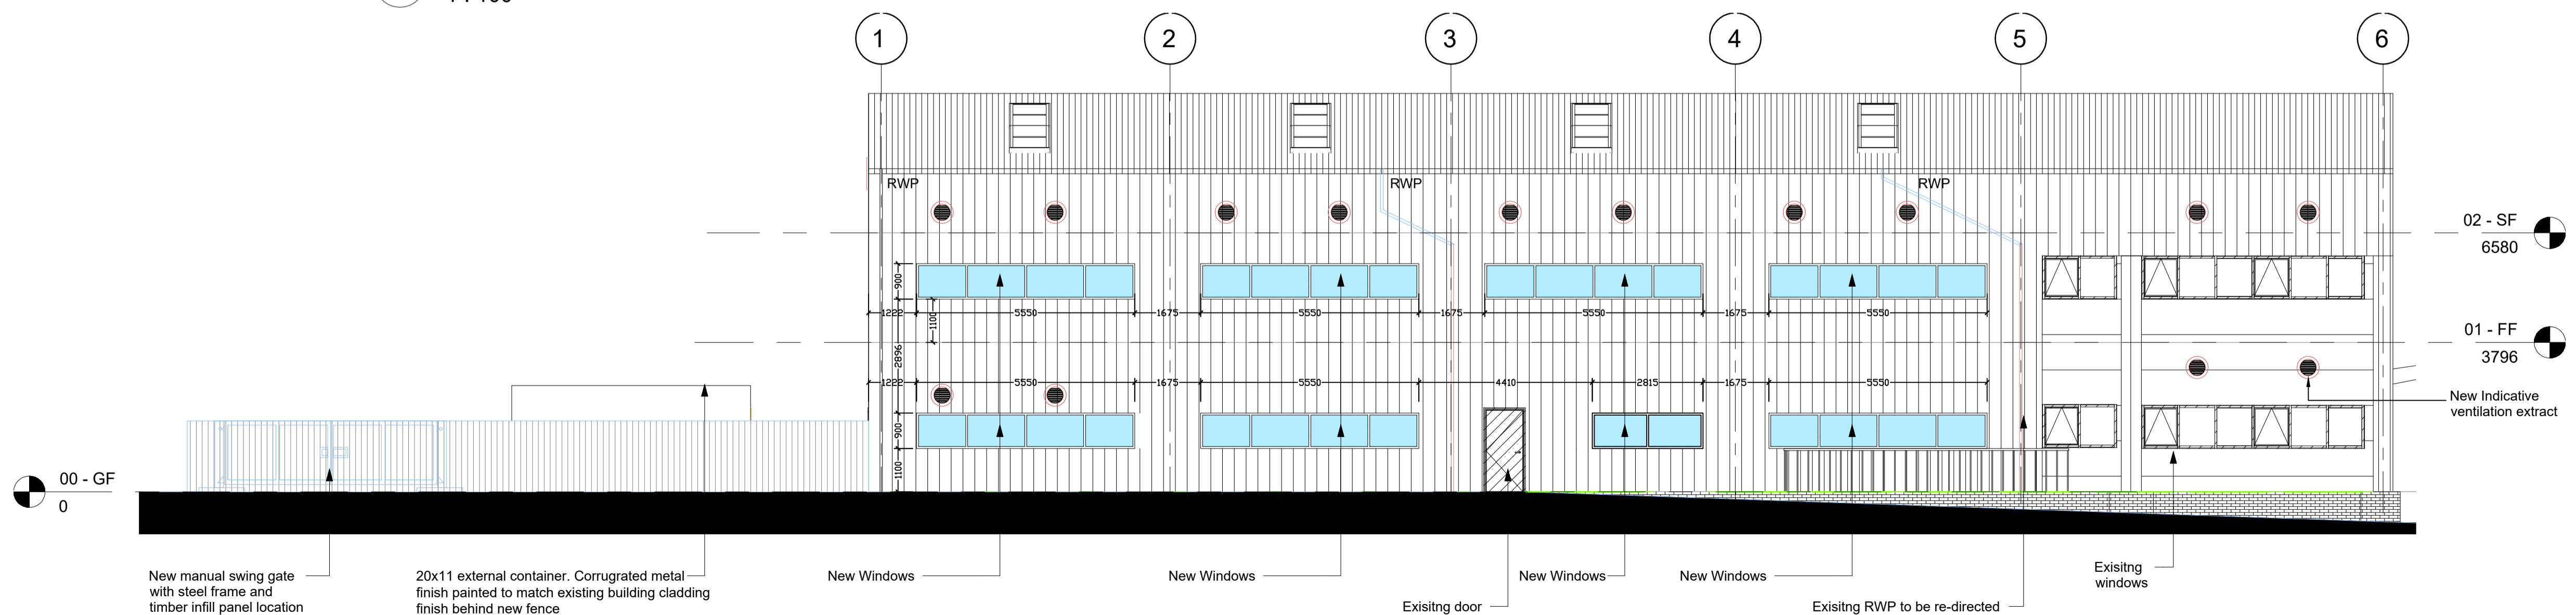 1
2
3
4
5
6
RWP
RWP
RWP
02 - SF
6580
900
1222
5550
1675
5550
1675
5550
1675
5550
1100
01 - FF
3796
2896
1222
5550
1675
5550
4410
2815
1675
5550
New Indicative
ventilation extract
900
1100
00 - GF
0
New manual swing gate
with steel frame and
timber infill panel location
20x11 external container. Corrugrated metal
finish painted to match existing building cladding
finish behind new fence
New Windows
New Windows
New Windows
New Windows
Exisitng
windows
Exisitng door
Exisitng RWP to be re-directed